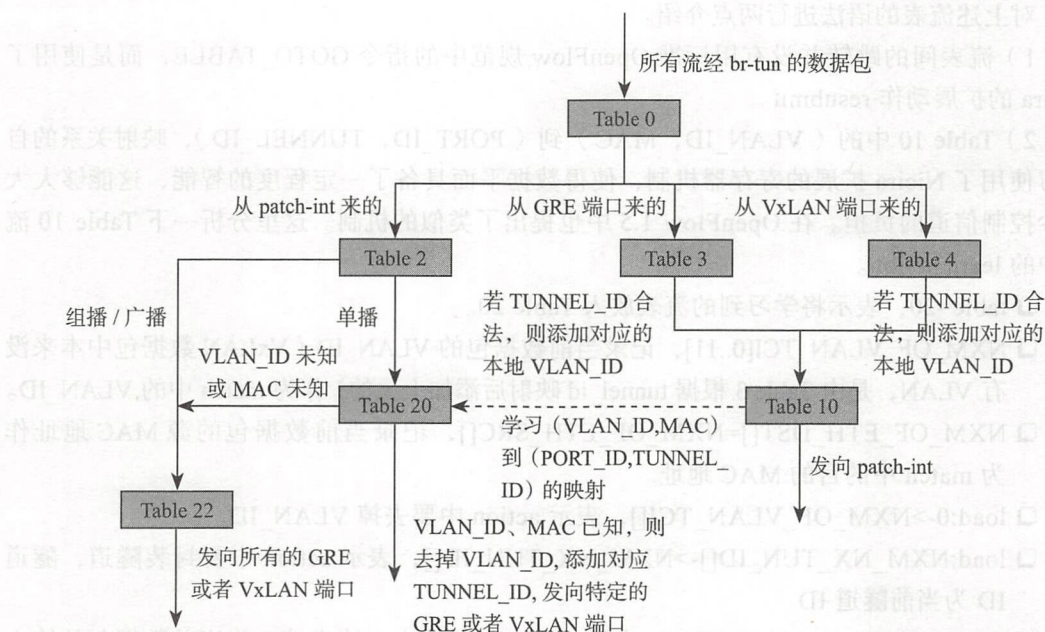 所有流经 br-tun 的数据包
Table 0
从 patch-int 来的
从 GRE 端口来的
从 VxLAN 端口来的
Table 2
Table 3
Table 4
组播 / 广播
单播
若 TUNNEL_ID 合
法，则添加对应的
本地 VLAN_ID
若 TUNNEL_ID 合
法，则添加对应的
本地 VLAN_ID
VLAN_ID 未知
或 MAC 未知
Table 20
Table 10
学习（VLAN_ID,MAC）
到（PORT_ID,TUNNEL_
ID）的映射
发向 patch-int
Table 22
发向所有的 GRE
或者 VxLAN 端口
VLAN_ID、MAC 已知，则
去掉 VLAN_ID, 添加对应
TUNNEL_ID, 发向特定的
GRE 或者 VxLAN 端口